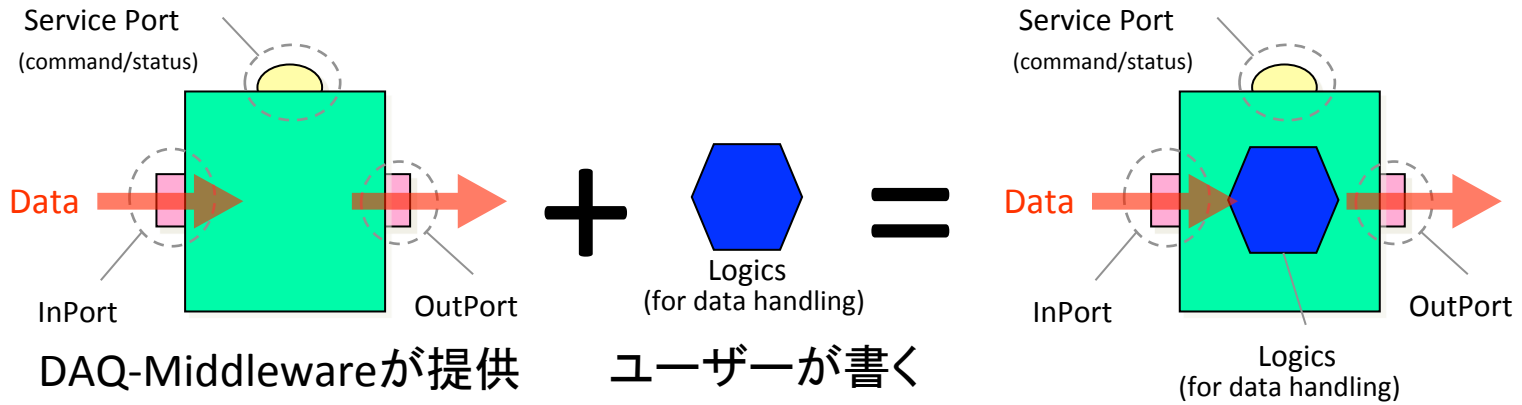 Service Port
(command/status)
Data
InPort
OutPort
DAQ-Middlewareが提供
+
Logics
(for data handling)
ユーザーが書く
=
Service Port
(command/status)
Data
InPort
OutPort
Logics
(for data handling)